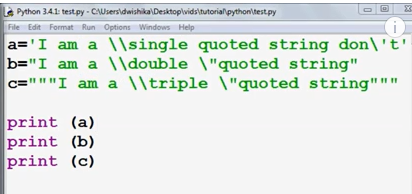 Python 3.4.1: test.py - C:\Users\dwishika\Desktop\vids\tutorial\python\test.py
File Edit Format Run Options Windows Help
a='I am a \\single quoted string don\'t'
b="I am a \\double \"quoted string"
c="""I am a \\triple \"quoted string"""
print (a)
print (b)
print (c)